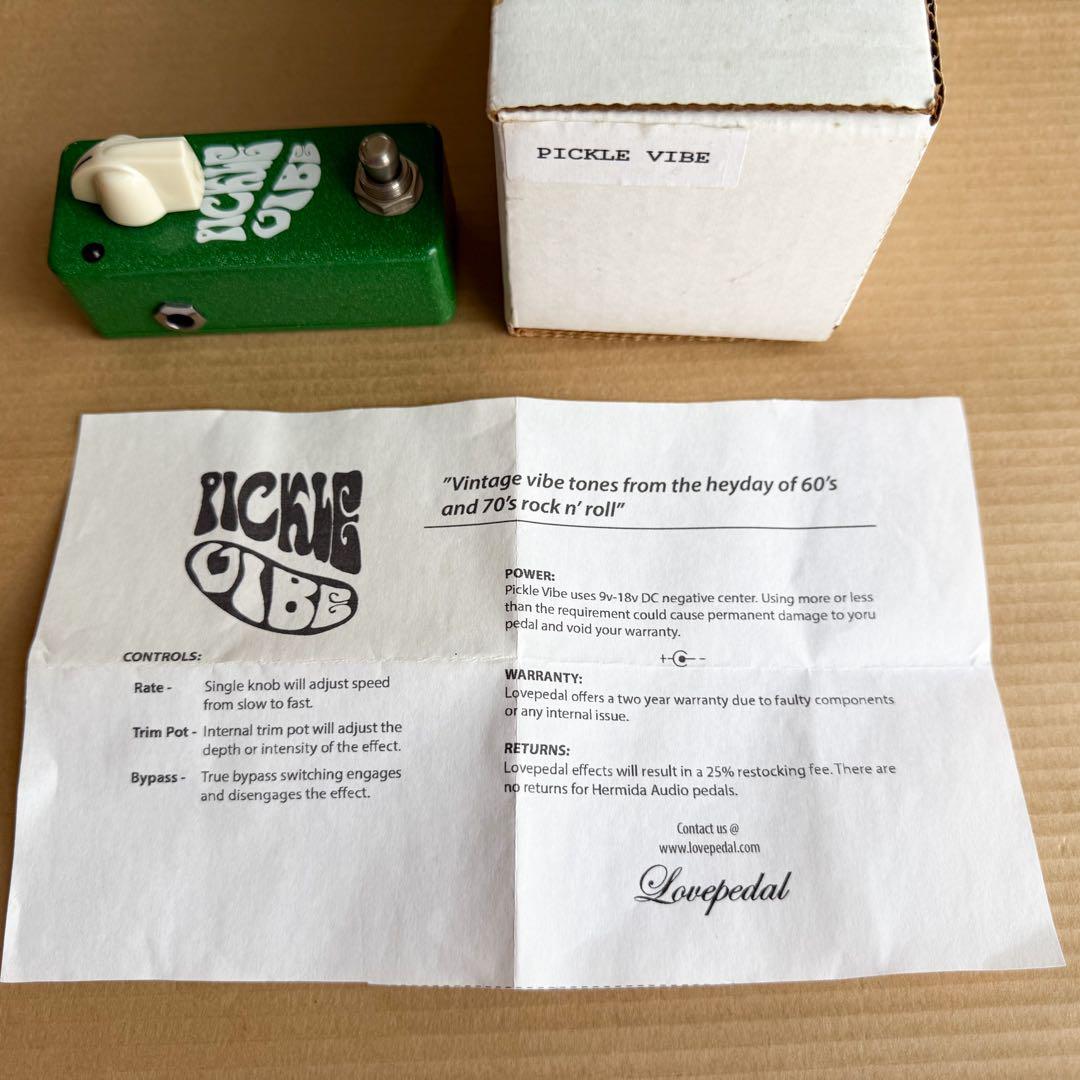 PICKLE
VIBE
PICKLE VIBE
PICKLE
VIBE
"Vintage vibe tones from the heyday of 60's
and 70's rock n' roll"
CONTROLS:
Rate - Single knob will adjust speed
from slow to fast.
Trim Pot - Internal trim pot will adjust the
depth or intensity of the effect.
Bypass - True bypass switching engages
and disengages the effect.
POWER:
Pickle Vibe uses 9v-18v DC negative center. Using more or less
than the requirement could cause permanent damage to yoru
pedal and void your warranty.
WARRANTY:
Lovepedal offers a two year warranty due to faulty components
or any internal issue.
RETURNS:
Lovepedal effects will result in a 25% restocking fee. There are
no returns for Hermida Audio pedals.
Contact us @
www.lovepedal.com
Lovepedal